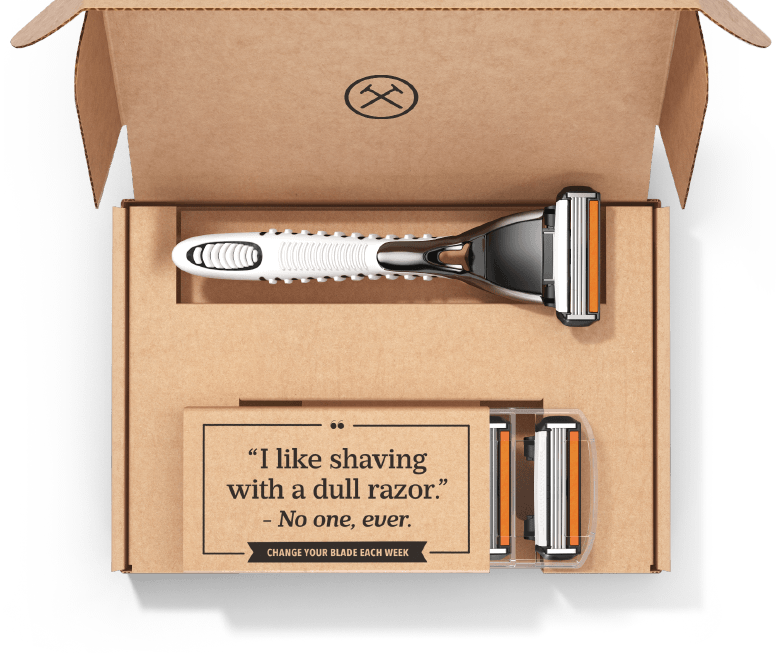 “I like shaving
with a dull razor.”
- No one, ever.
CHANGE YOUR BLADE EACH WEEK